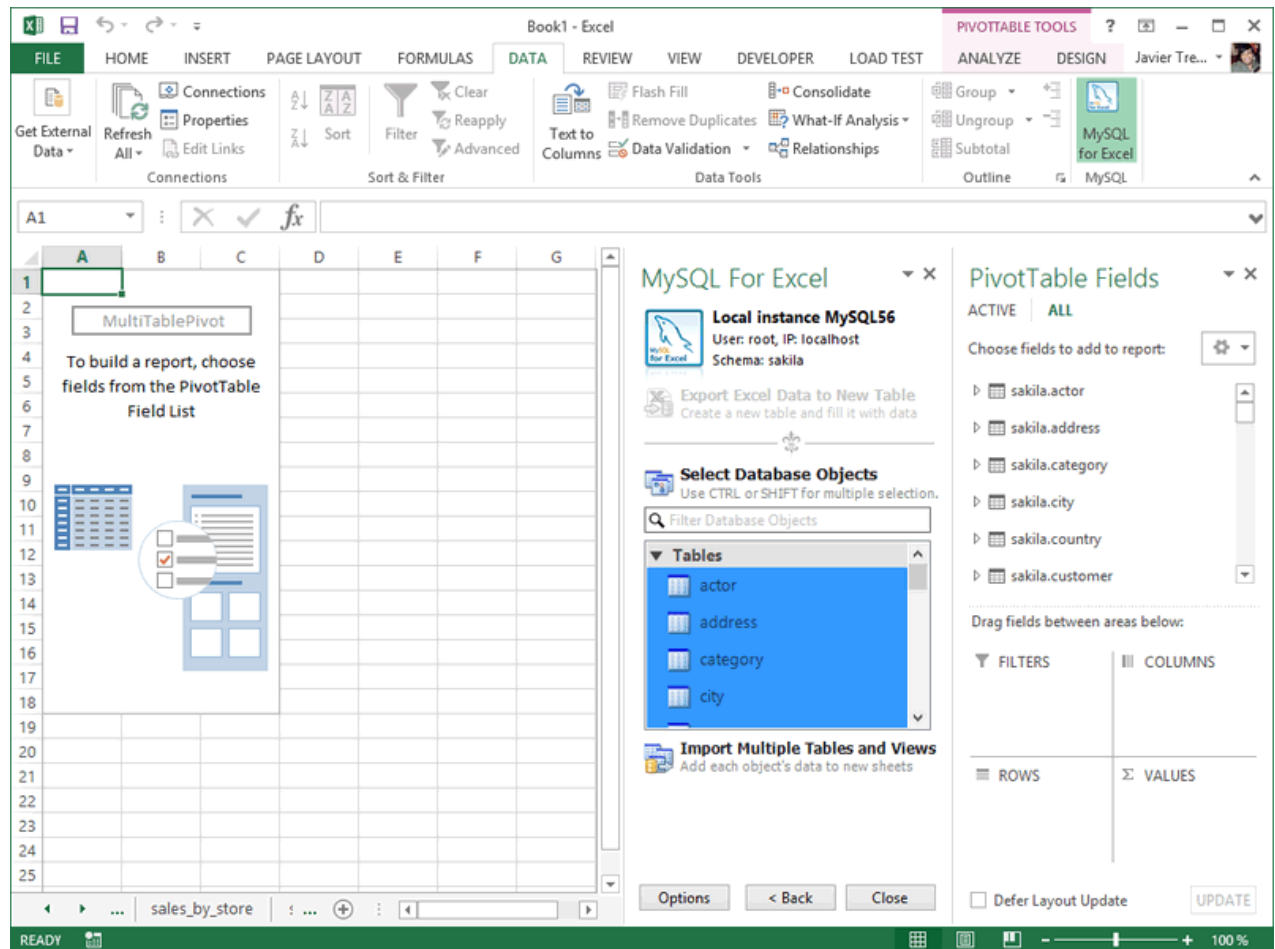 Book1 - Excel
PIVOTTABLE TOOLS
?
FILE HOME INSERT PAGE LAYOUT FORMULAS DATA REVIEW VIEW DEVELOPER LOAD TEST ANALYZE DESIGN Javier Tre...
Get External Data
Refresh All
Connections
Properties
Edit Links
Connections
Sort
Filter
Clear
Reapply
Advanced
Sort & Filter
Text to Columns
Flash Fill
Remove Duplicates
Data Validation
Consolidate
What-If Analysis
Relationships
Data Tools
Group
Ungroup
Subtotal
Outline
MySQL for Excel
MySQL
A1
fx
A B C D E F G
1
2
3
4
5
6
7
8
9
10
11
12
13
14
15
16
17
18
19
20
21
22
23
24
25
MultiTablePivot
To build a report, choose
fields from the PivotTable
Field List
... sales_by_store ...
MySQL For Excel
Local instance MySQL56
User: root, IP: localhost
Schema: sakila
Export Excel Data to New Table
Create a new table and fill it with data
Select Database Objects
Use CTRL or SHIFT for multiple selection.
Filter Database Objects
Tables
actor
address
category
city
Import Multiple Tables and Views
Add each object's data to new sheets
Options < Back Close
PivotTable Fields
ACTIVE ALL
Choose fields to add to report:
sakila.actor
sakila.address
sakila.category
sakila.city
sakila.country
sakila.customer
Drag fields between areas below:
FILTERS COLUMNS
ROWS Σ VALUES
Defer Layout Update UPDATE
READY 100 %